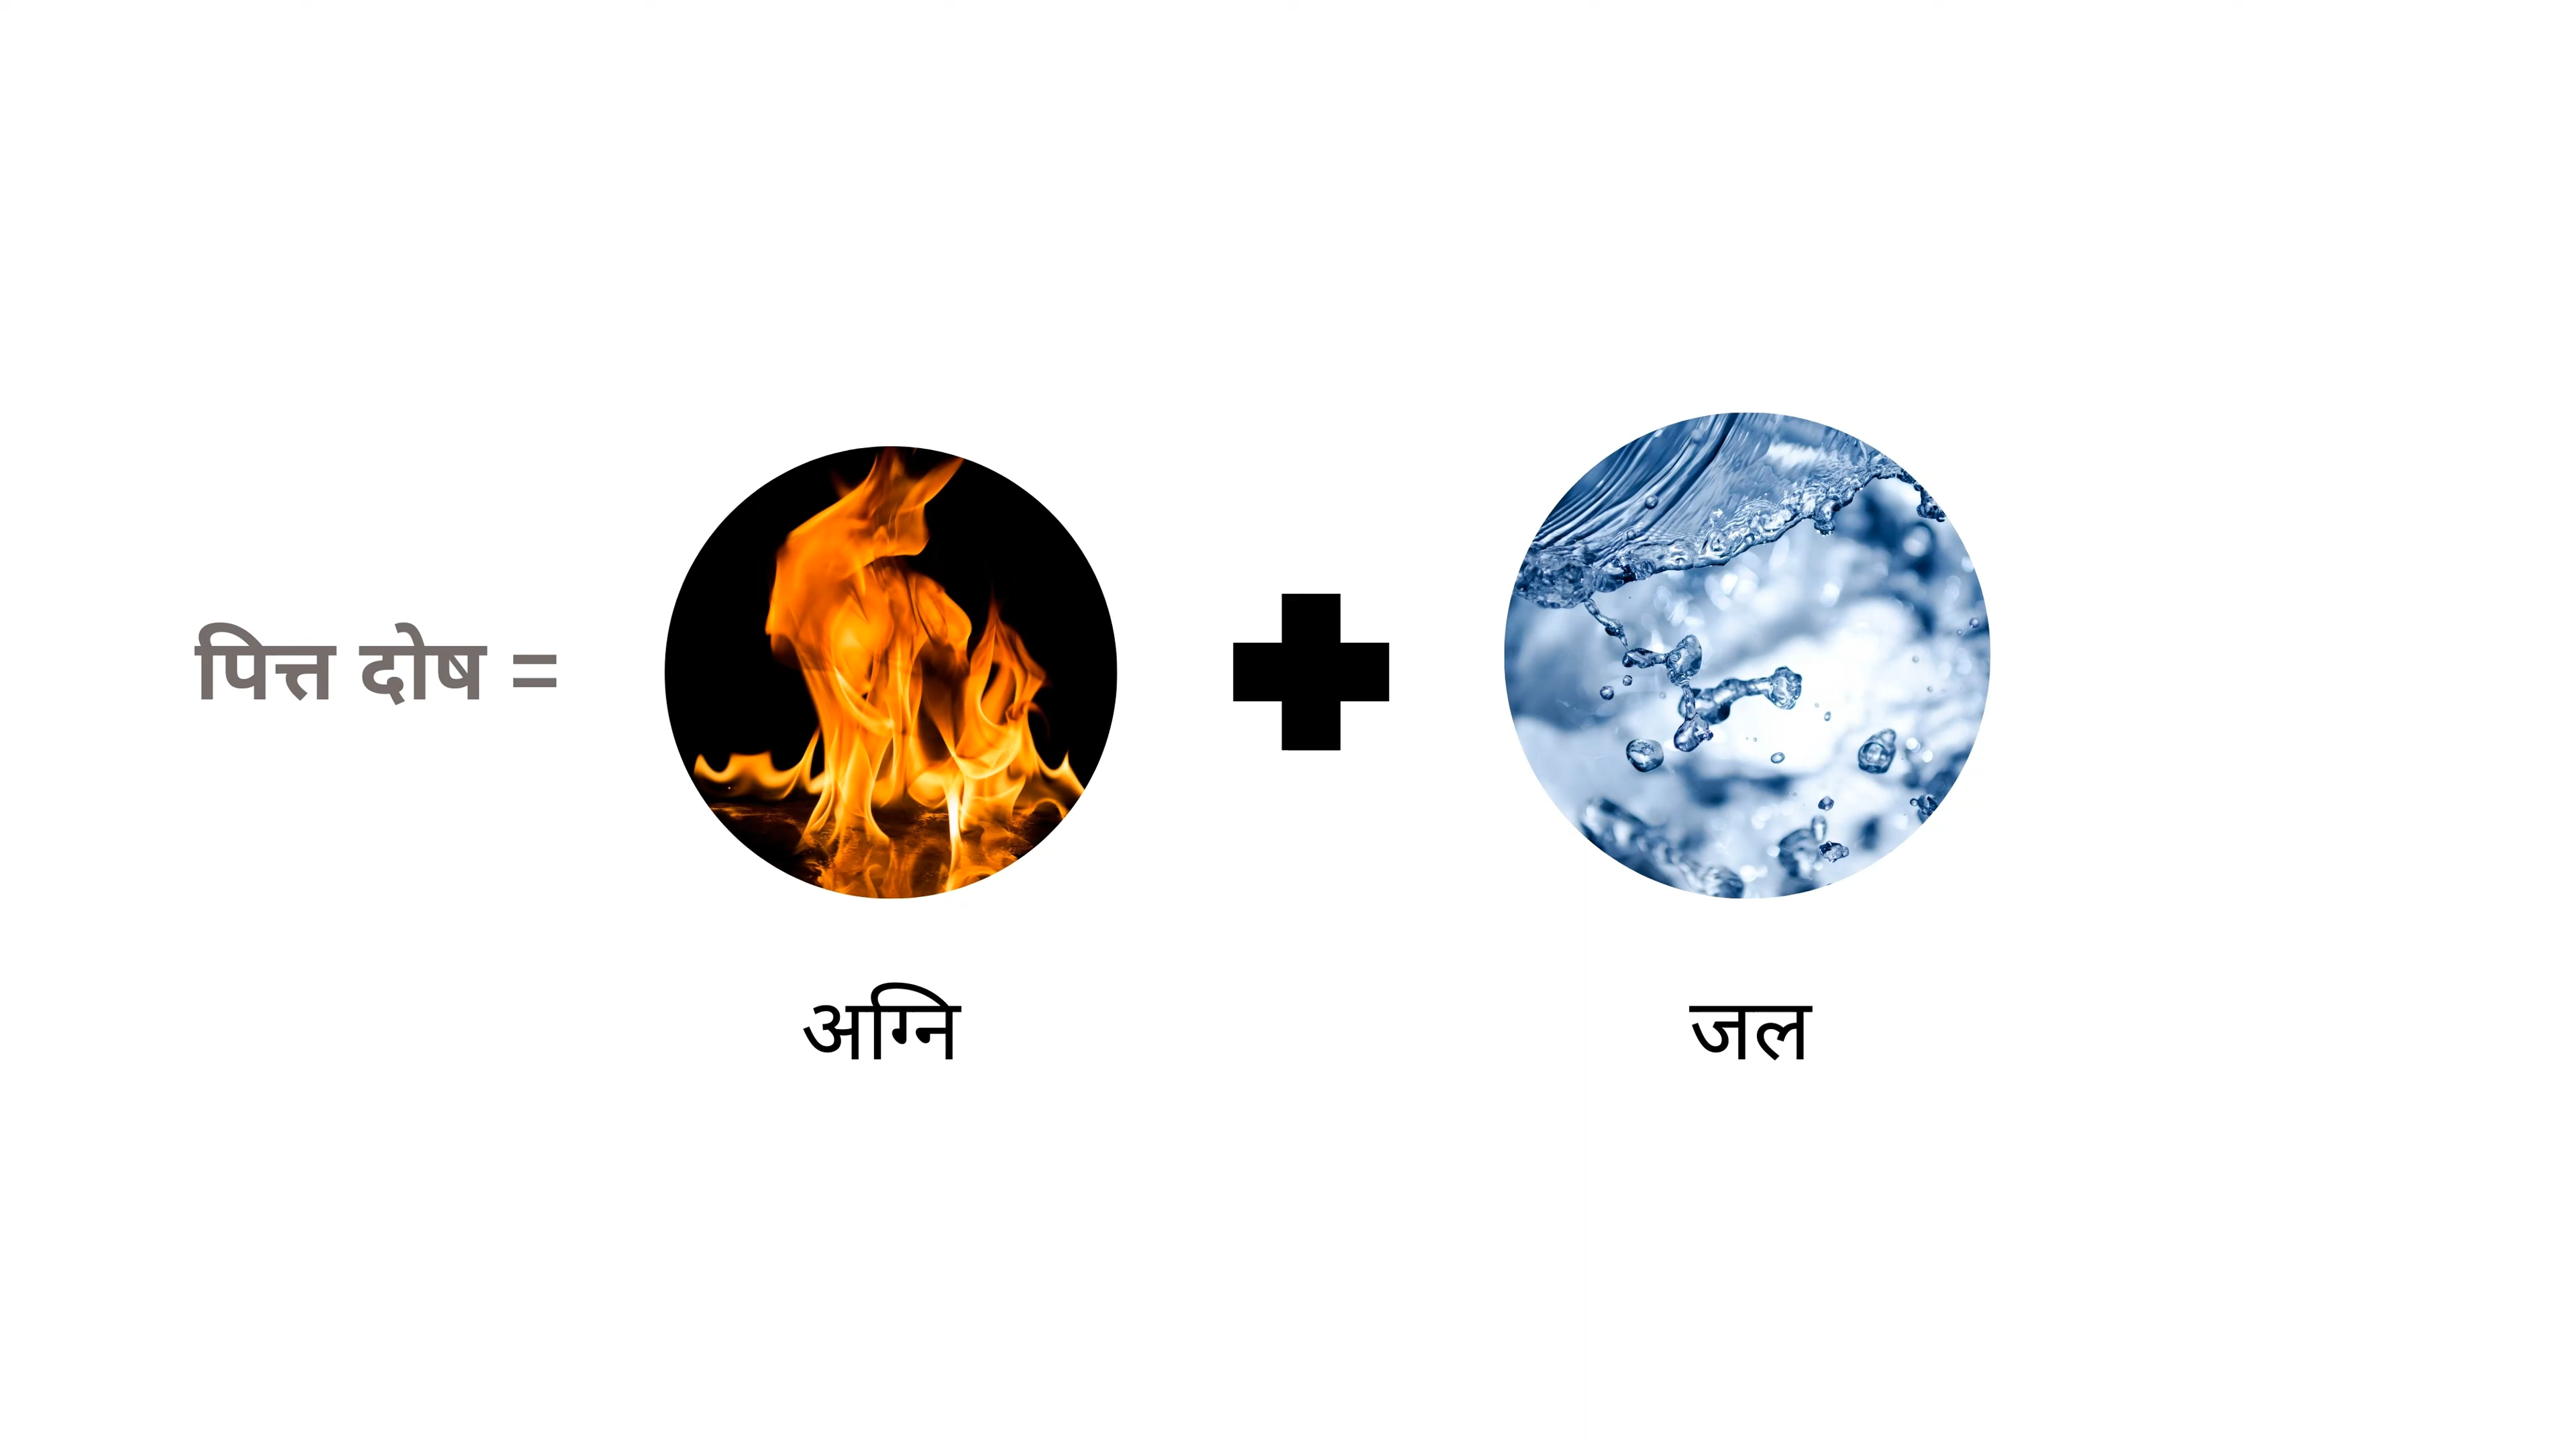 पित्त दोष =
अग्नि
जल